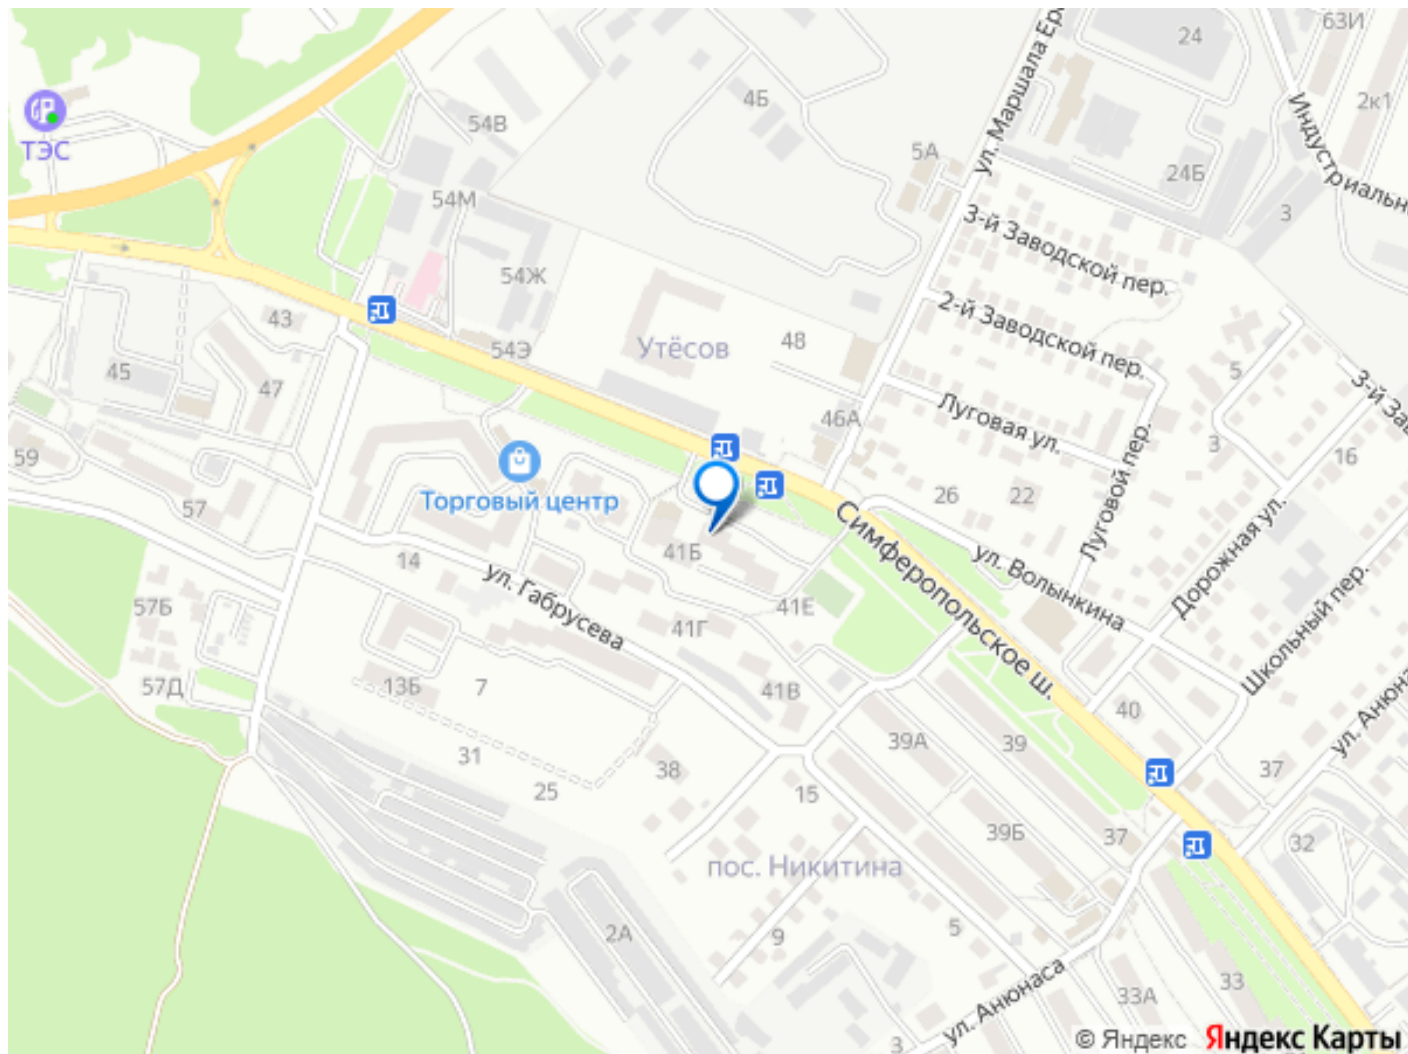 24
63И
2к1
4Б
54В
ТЭС
5А
ул. Маршала Ер
Индустриальн
24Б
3
54М
3-й Заводской пер.
54Ж
2-й Заводской пер.
43
54Э
Утёсов
48
45
47
5
3-й Зав
46А
Луговая ул.
3
16
59
Торговый центр
57
26
22
Луговой пер.
Симферопольское ш.
41Б
14
ул. Габрусева
ул. Волынкина
Дорожная ул.
Школьный пер.
57Б
41Г
41Е
57Д
13Б
7
41В
40
ул. Анюна
39А
39
31
38
37
25
15
39Б
37
32
пос. Никитина
2А
9
5
33
33А
ул. Анюнаса
3
© Яндекс Яндекс Карты